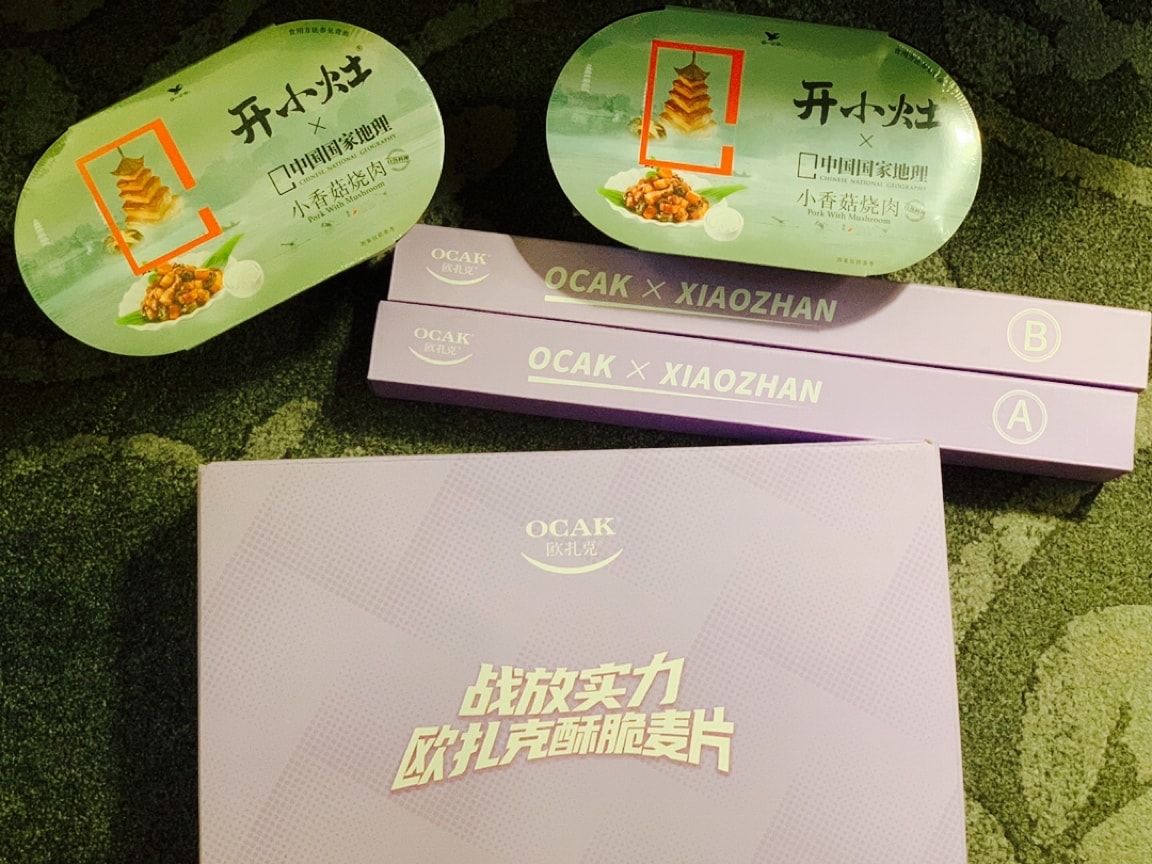 开小灶
×
中国国家地理
CHINESE NATIONAL GEOGRAPHY
小香菇烧肉
Pork With Mushroom
开小灶
×
中国国家地理
CHINESE NATIONAL GEOGRAPHY
小香菇烧肉
Pork With Mushroom
OCAK
欧扎克
OCAK × XIAOZHAN
B
OCAK
欧扎克
OCAK × XIAOZHAN
A
OCAK
欧扎克
战放实力
欧扎克酥脆麦片